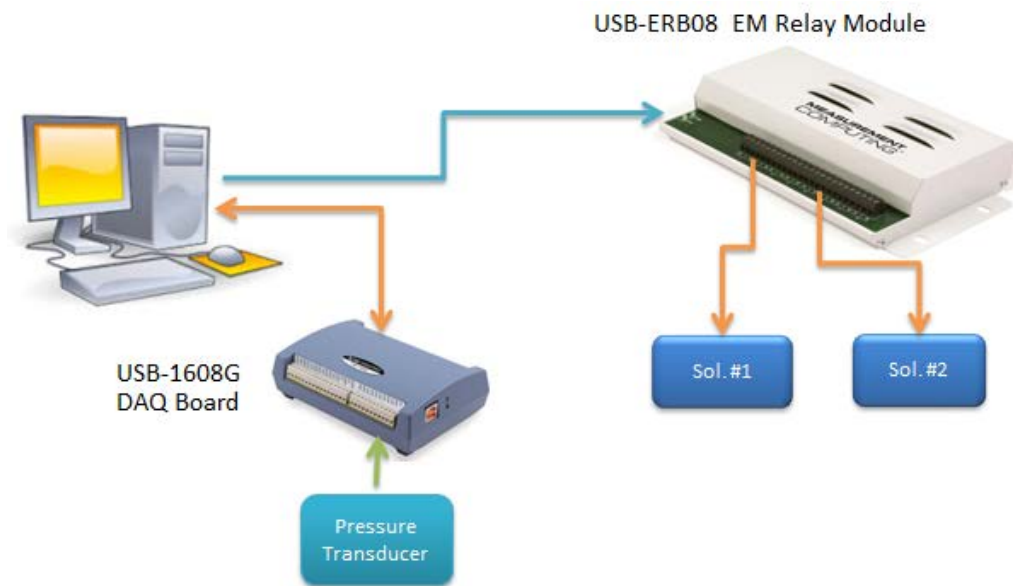 USB-ERB08 EM Relay Module
MEASUREMENT
COMPUTING
USB-1608G
DAQ Board
Sol. #1
Sol. #2
Pressure
Transducer